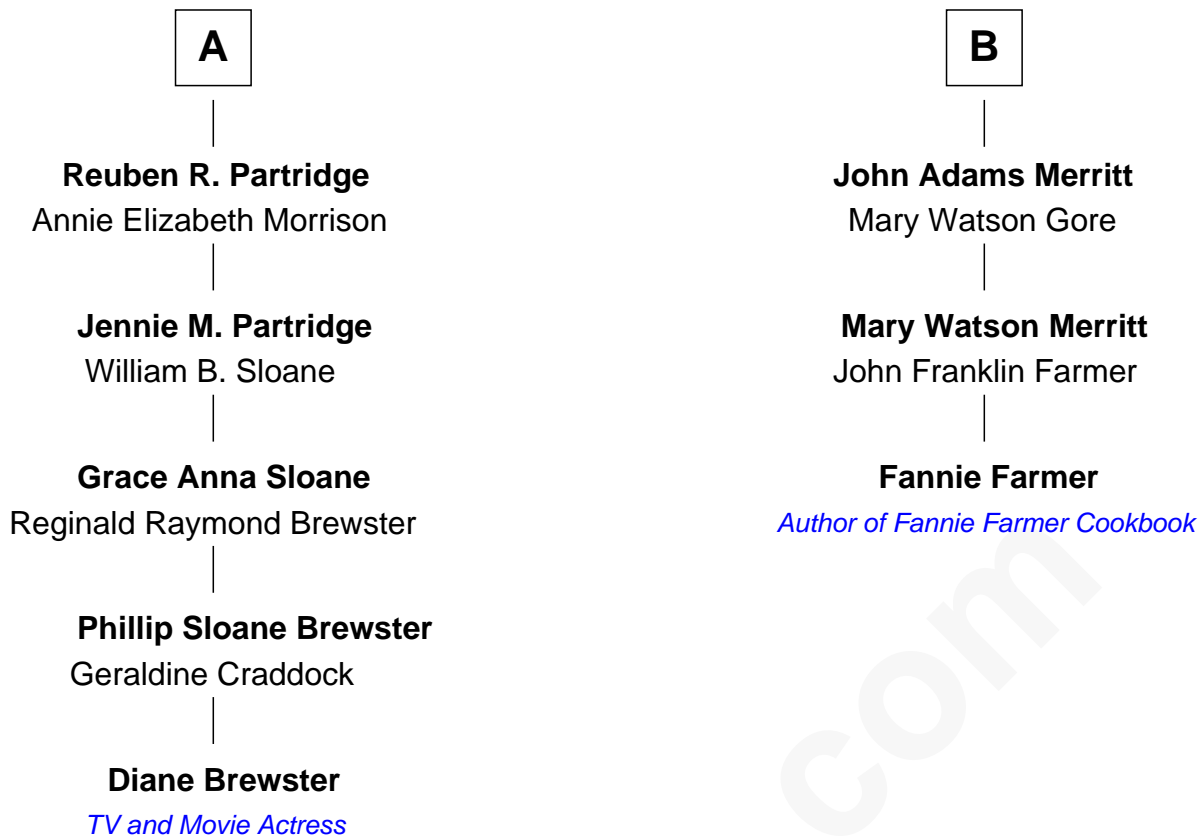 A
Reuben R. Partridge
Annie Elizabeth Morrison
Jennie M. Partridge
William B. Sloane
Grace Anna Sloane
Reginald Raymond Brewster
Phillip Sloane Brewster
Geraldine Craddock
Diane Brewster
TV and Movie Actress
B
John Adams Merritt
Mary Watson Gore
Mary Watson Merritt
John Franklin Farmer
Fannie Farmer
Author of Fannie Farmer Cookbook
com